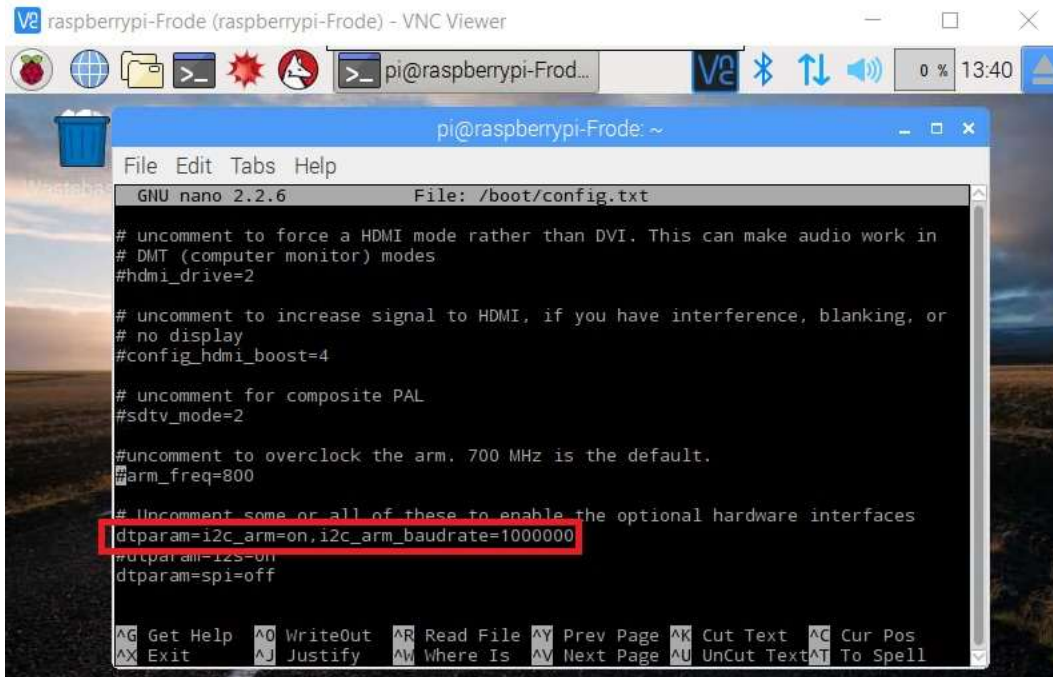 raspberrypi-Frode (raspberrypi-Frode) - VNC Viewer
pi@raspberrypi-Frod... 0 % 13:40
pi@raspberrypi-Frode: ~
File Edit Tabs Help
GNU nano 2.2.6 File: /boot/config.txt
# uncomment to force a HDMI mode rather than DVI. This can make audio work in
# DMT (computer monitor) modes
#hdmi_drive=2
# uncomment to increase signal to HDMI, if you have interference, blanking, or
# no display
#config_hdmi_boost=4
# uncomment for composite PAL
#sdtv_mode=2
#uncomment to overclock the arm. 700 MHz is the default.
#arm_freq=800
# Uncomment some or all of these to enable the optional hardware interfaces
dtparam=i2c_arm=on,i2c_arm_baudrate=1000000
#dtparam=i2s=on
dtparam=spi=off
^G Get Help ^O WriteOut ^R Read File ^Y Prev Page ^K Cut Text ^C Cur Pos
^X Exit ^J Justify ^W Where Is ^V Next Page ^U UnCut Text ^T To Spell